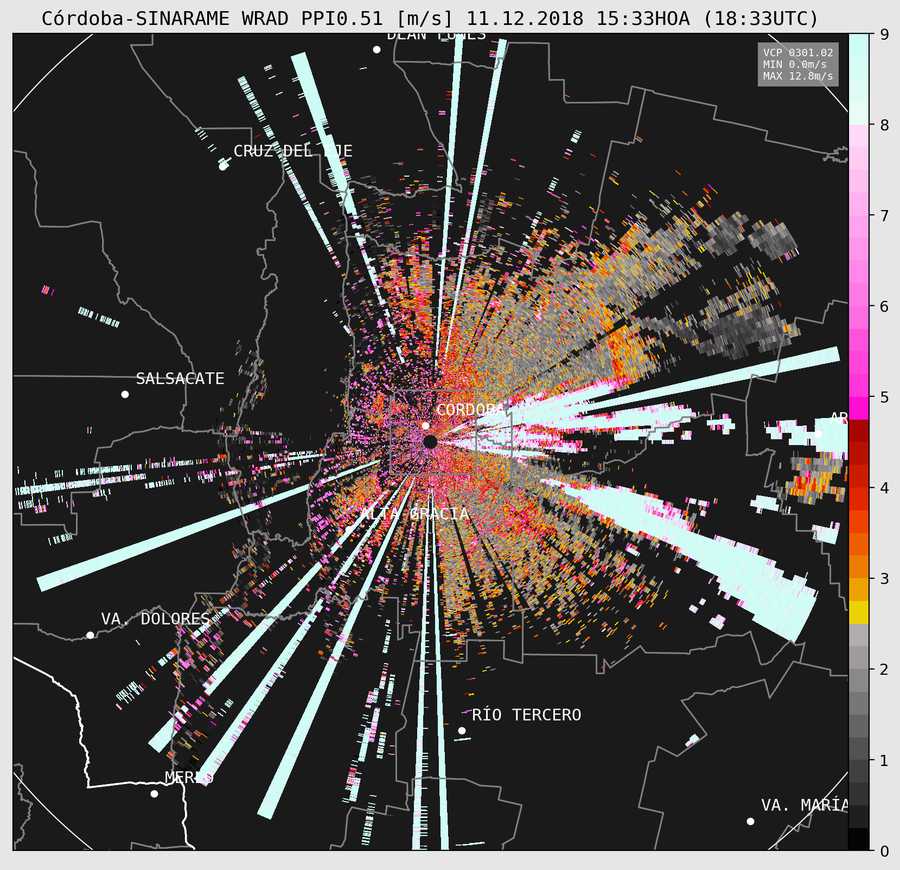 Córdoba-SINARAME WRAD PPI0.51 [m/s] 11.12.2018 15:33HOA (18:33UTC)
DEAN FUNES
VCP 0301.02
MIN 0.0m/s
MAX 12.8m/s
9
8
CRUZ DEL EJE
7
6
SALSACATE
5
CORDOBA
AR
4
ALTA GRACIA
3
VA. DOLORES
2
RÍO TERCERO
1
MERLO
VA. MARÍA
0